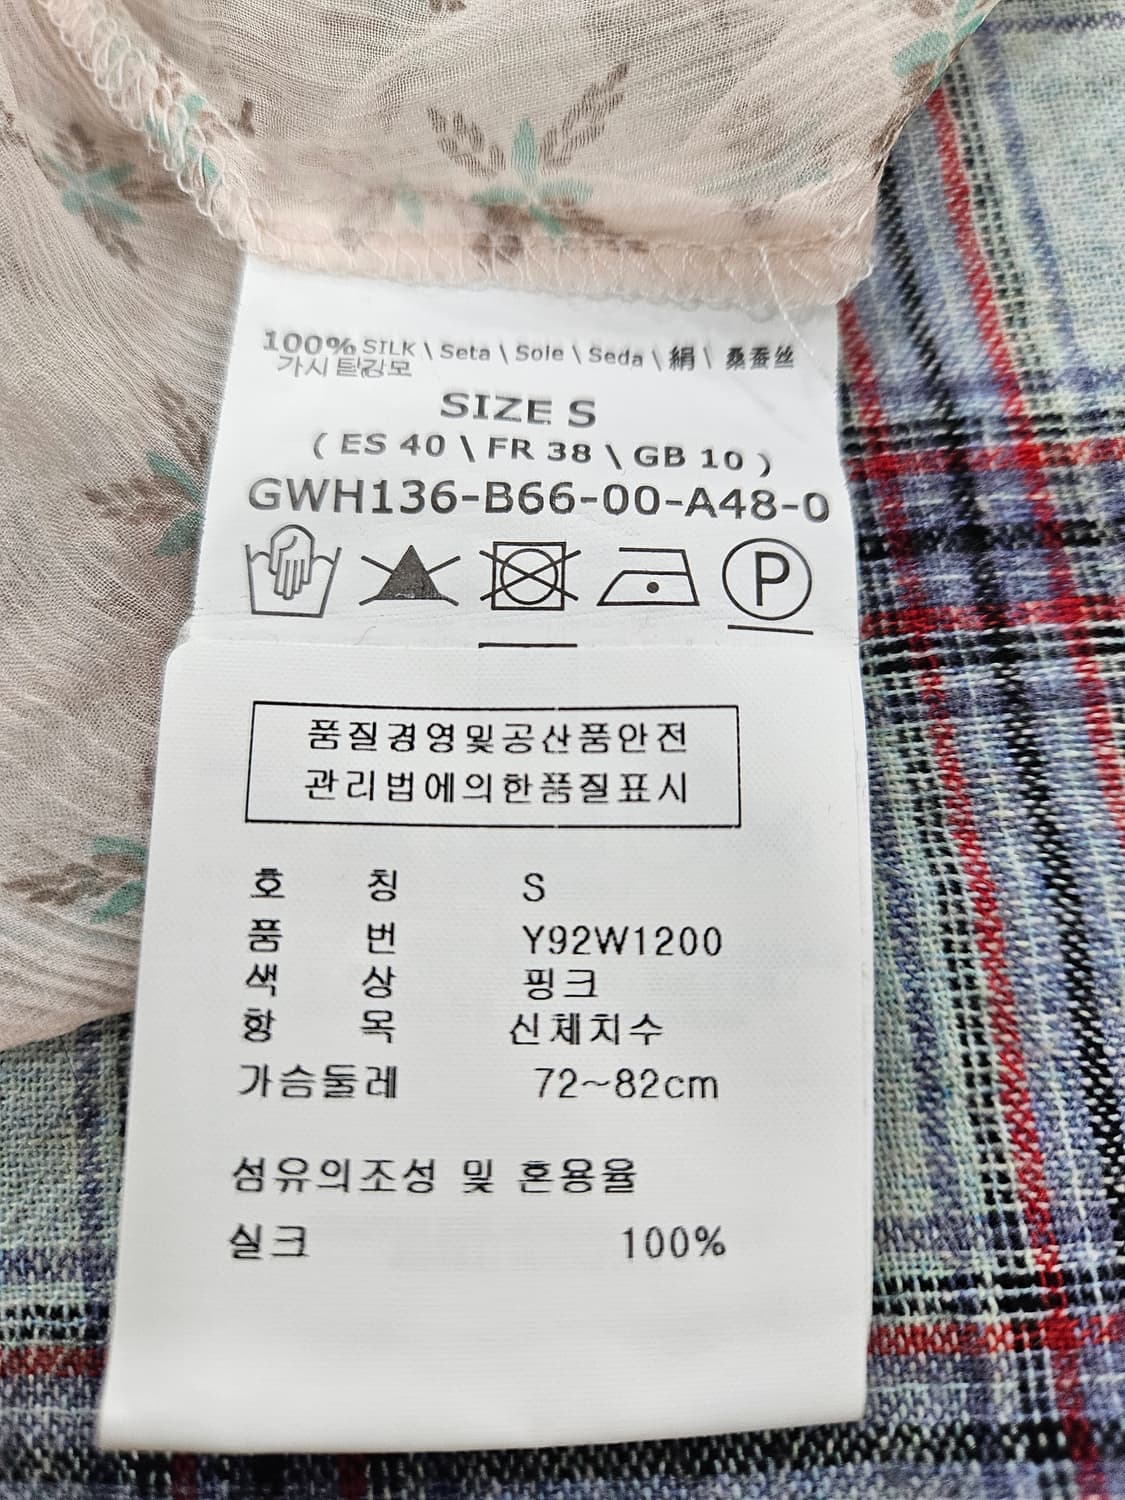 100% SILK \ Seta \ Soie \ Seda \ 絹 \ 桑蚕丝
SIZE S
( ES 40 \ FR 38 \ GB 10 )
GWH136-B66-00-A48-0
P
품질경영및공산품안전
관리법에의한품질표시
호 칭 S
품 번 Y92W1200
색 상 핑크
항 목 신체치수
가슴둘레 72~82cm
섬유의조성 및 혼용율
실크 100%